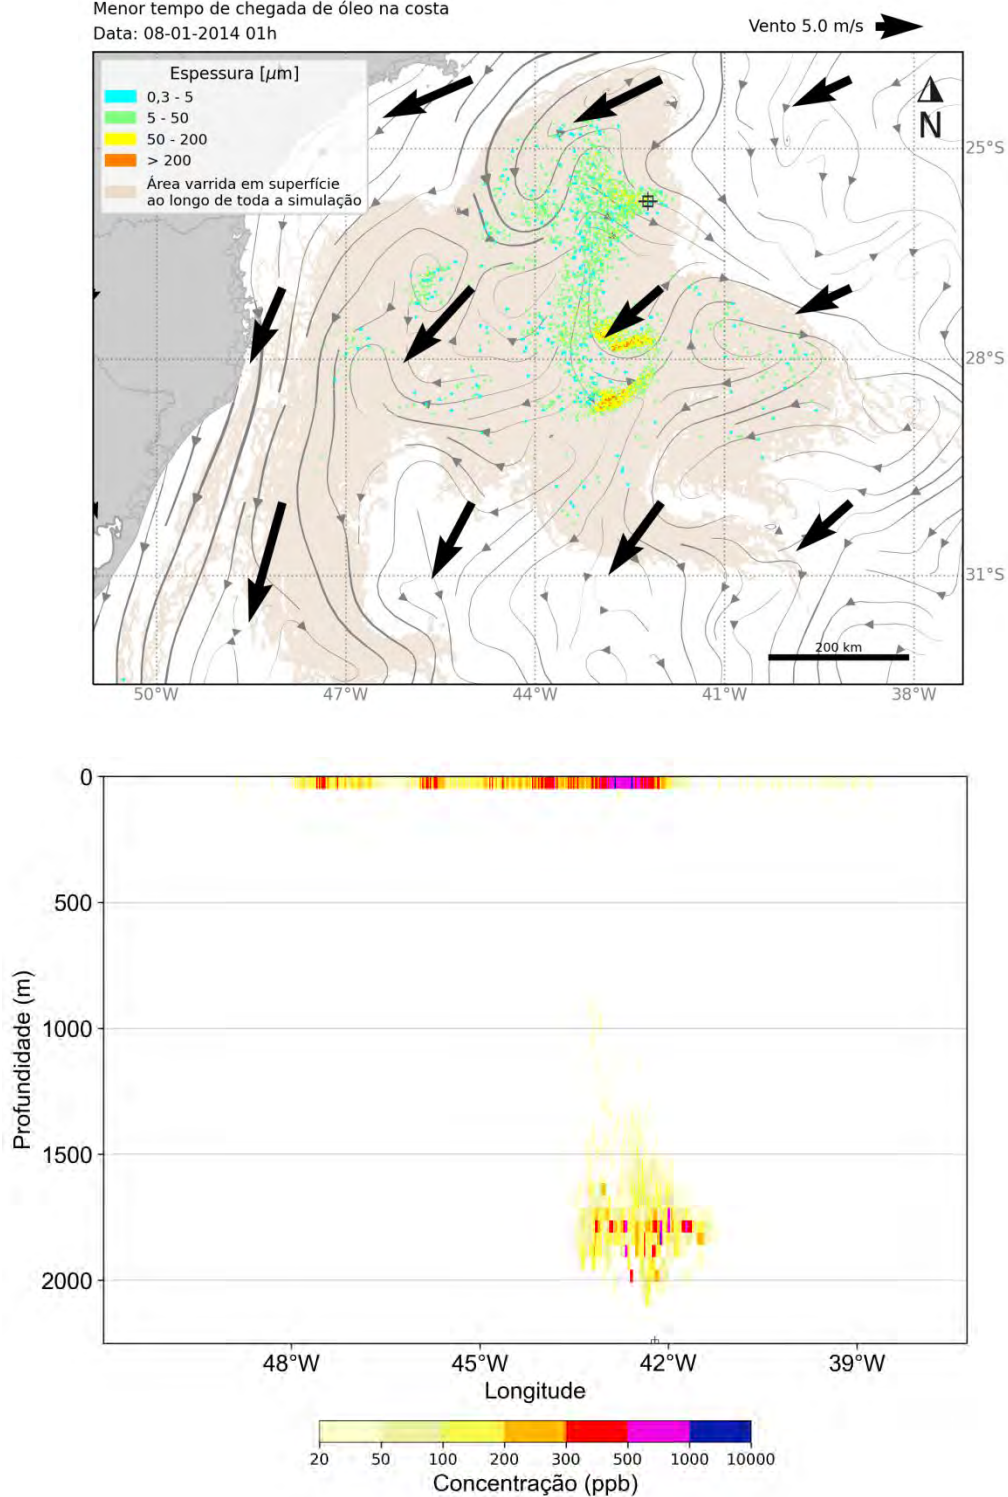 Menor tempo de chegada de óleo na costa
Data: 08-01-2014 01h
Vento 5.0 m/s
Espessura [μm]
0,3 - 5
5 - 50
50 - 200
> 200
Área varrida em superfície
ao longo de toda a simulação
N
25°S
28°S
31°S
200 km
50°W 47°W 44°W 41°W 38°W
0
500
1000
1500
2000
Profundidade (m)
48°W 45°W 42°W 39°W
Longitude
20 50 100 200 300 500 1000 10000
Concentração (ppb)